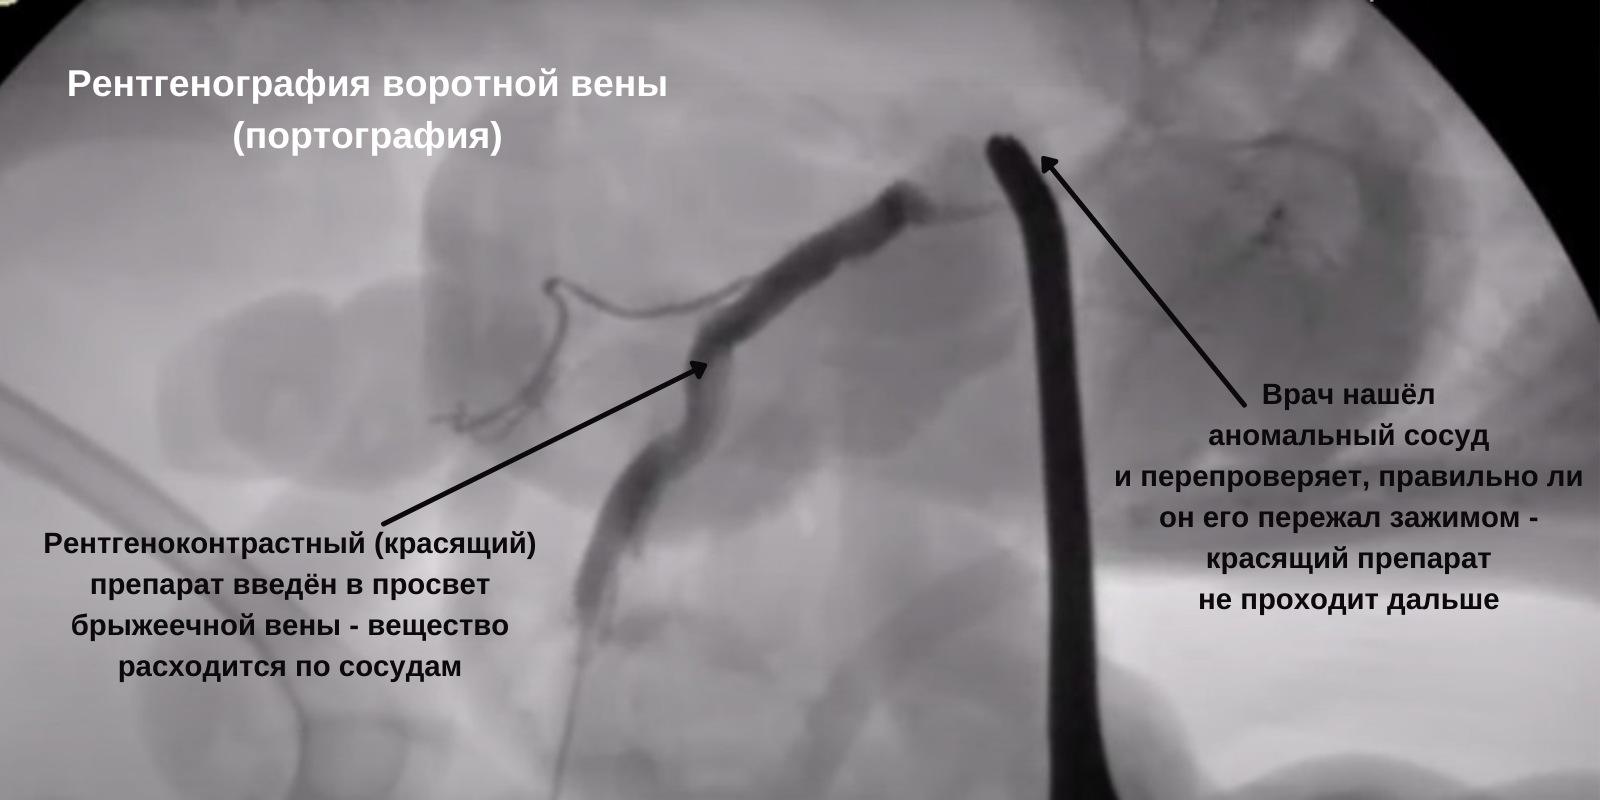 Рентгенография воротной вены
(портография)
Рентгеноконтрастный (красящий)
препарат введён в просвет
брыжеечной вены - вещество
расходится по сосудам
Врач нашёл
аномальный сосуд
и перепроверяет, правильно ли
он его пережал зажимом -
красящий препарат
не проходит дальше